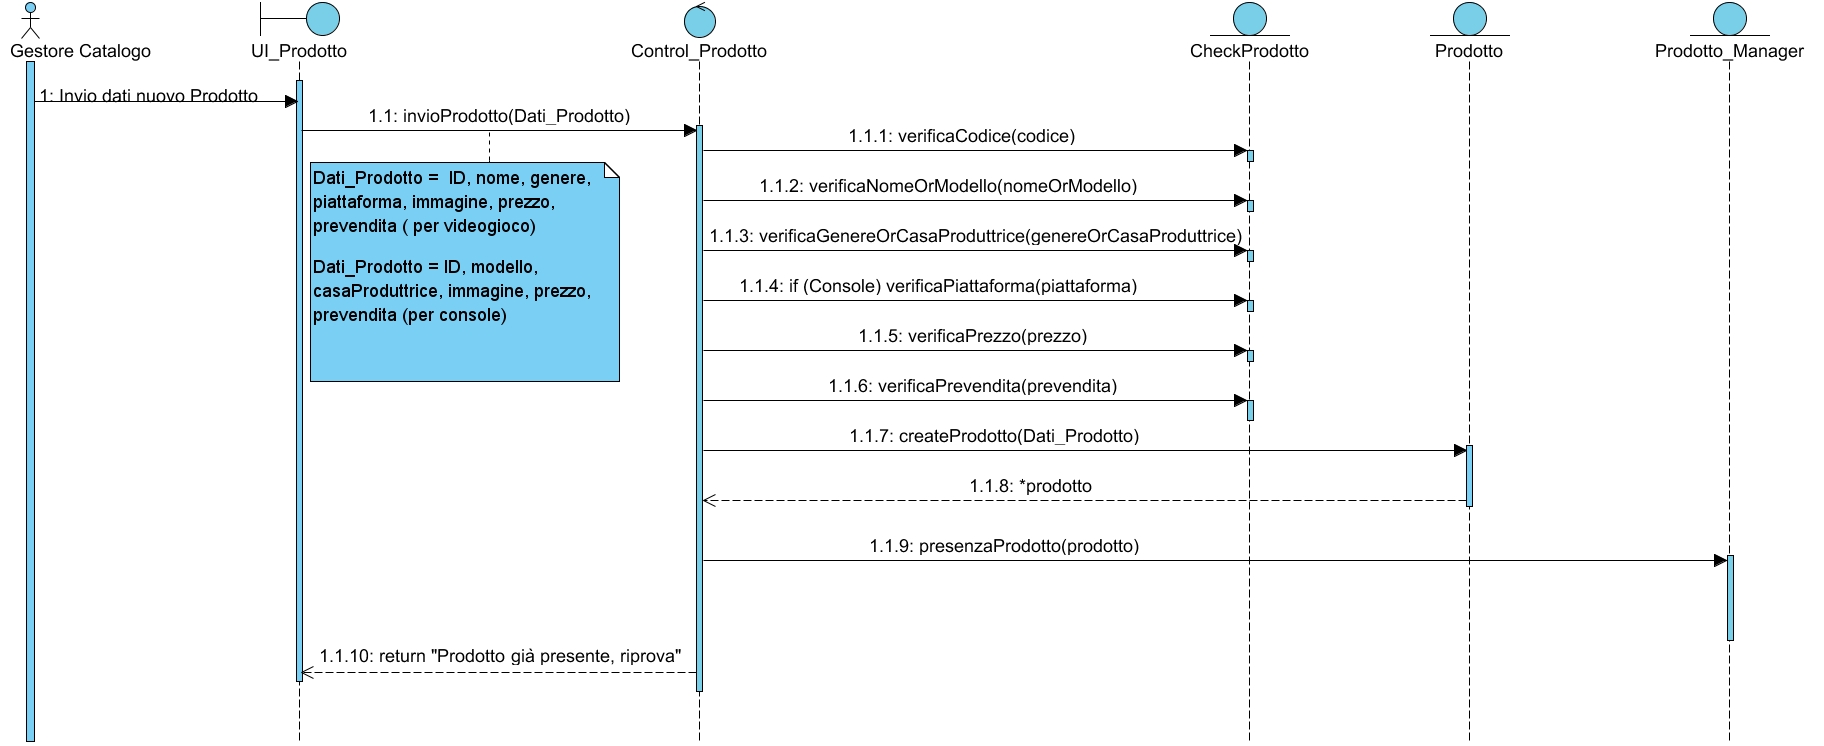 Gestore Catalogo
UI_Prodotto
Control_Prodotto
CheckProdotto
Prodotto
Prodotto_Manager
1: Invio dati nuovo Prodotto
1.1: invioProdotto(Dati_Prodotto)
Dati_Prodotto = ID, nome, genere,
piattaforma, immagine, prezzo,
prevendita ( per videogioco)
Dati_Prodotto = ID, modello,
casaProduttrice, immagine, prezzo,
prevendita (per console)
1.1.1: verificaCodice(codice)
1.1.2: verificaNomeOrModello(nomeOrModello)
1.1.3: verificaGenereOrCasaProduttrice(genereOrCasaProduttrice)
1.1.4: if (Console) verificaPiattaforma(piattaforma)
1.1.5: verificaPrezzo(prezzo)
1.1.6: verificaPrevendita(prevendita)
1.1.7: createProdotto(Dati_Prodotto)
1.1.8: *prodotto
1.1.9: presenzaProdotto(prodotto)
1.1.10: return "Prodotto già presente, riprova"